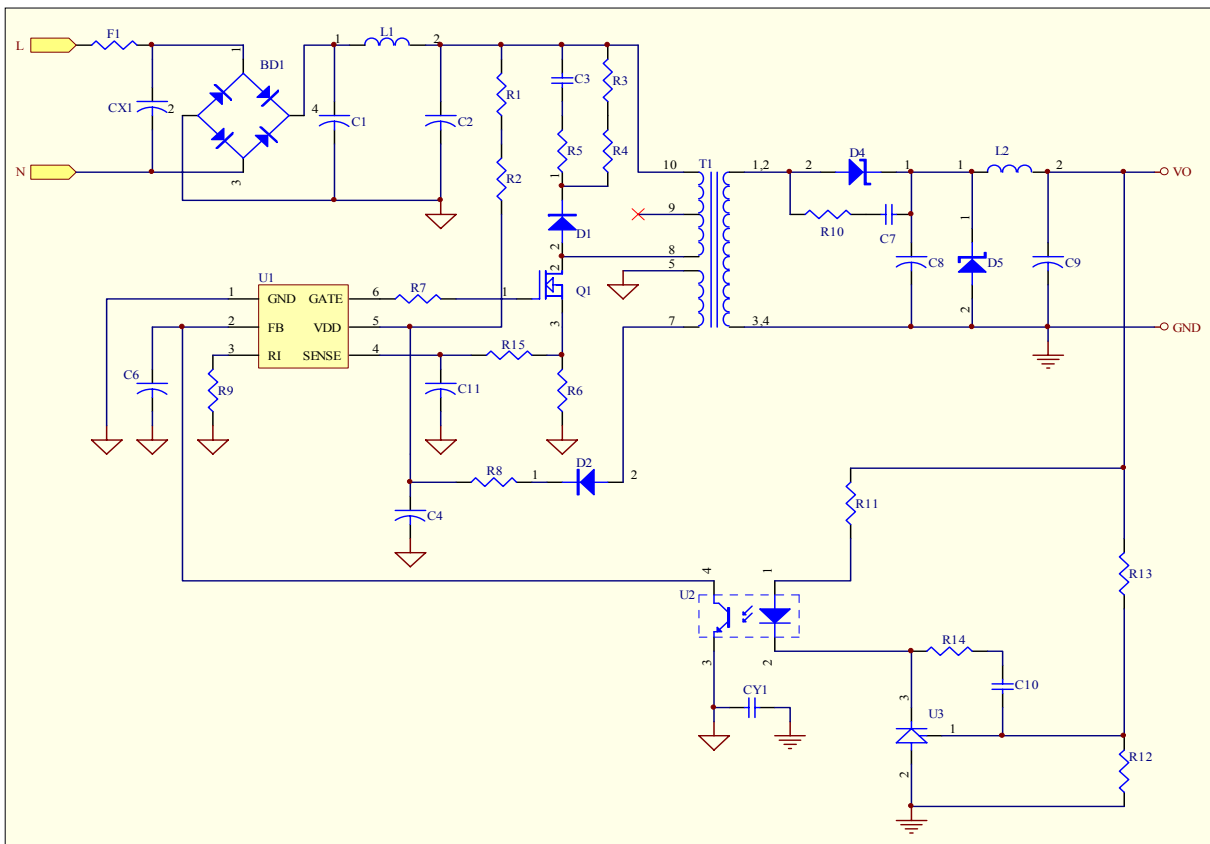 L F1 1 BD1 1 L1 2
CX1 2 4 C1 C2 R1 C3 R3
R5 R4
N 3 R2 1 10 T1 1,2 2 D4 1 1 L2 2 VO
9 R10 C7 1
D1
2 8 C8 D5 C9
U1 2 5
1 GND GATE 6 R7 1 Q1 2
2 FB VDD 5 3 7 3,4 GND
3 RI SENSE 4 R15
C6 R9 C11 R6
R8 1 D2 2
C4 R11
4 1 R13
U2
3 2 R14
CY1 3 C10
U3 1
2 R12